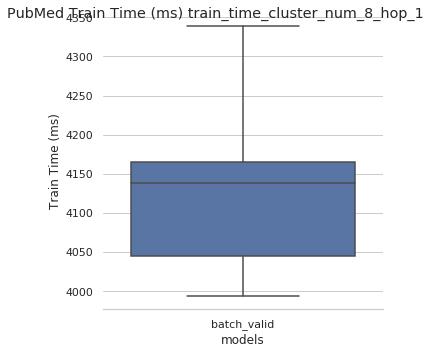 PubMed Train Time (ms) train_time_cluster_num_8_hop_1
4350
4300
4250
4200
4150
4100
4050
4000
Train Time (ms)
batch_valid
models